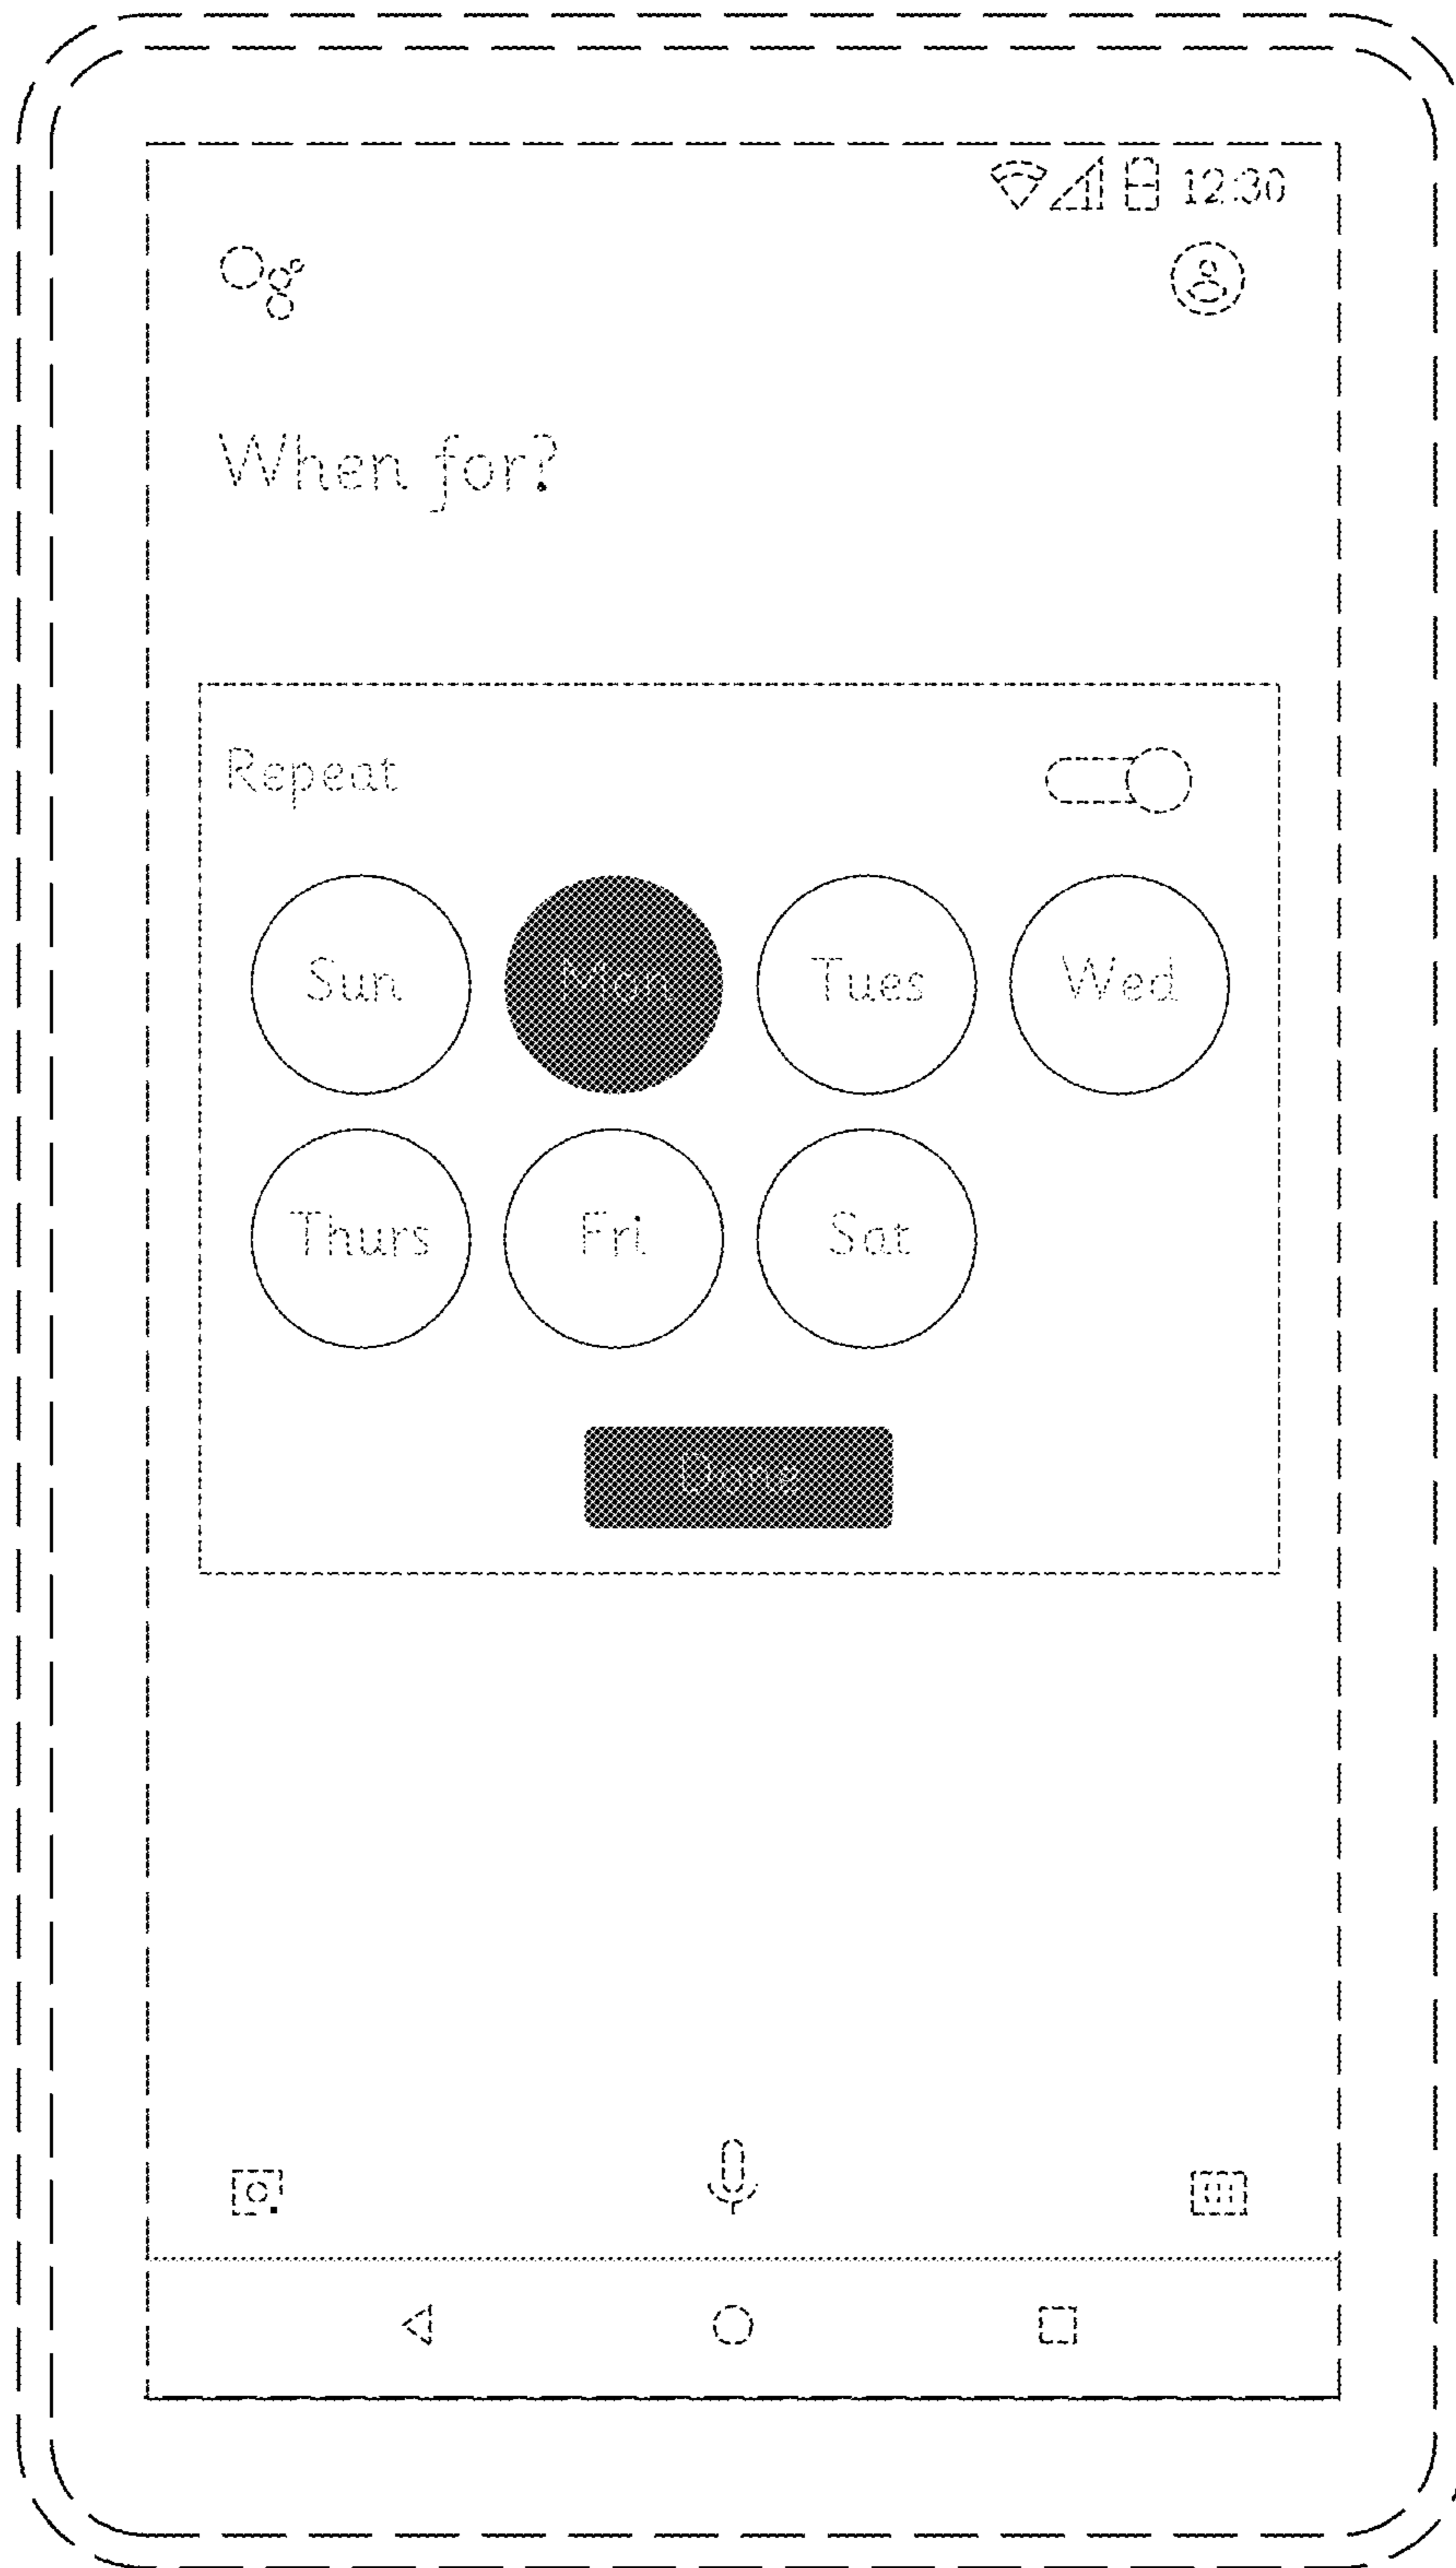 12:30
When for?
Repeat
Sun Mon Tues Wed
Thurs Fri Sat
Done